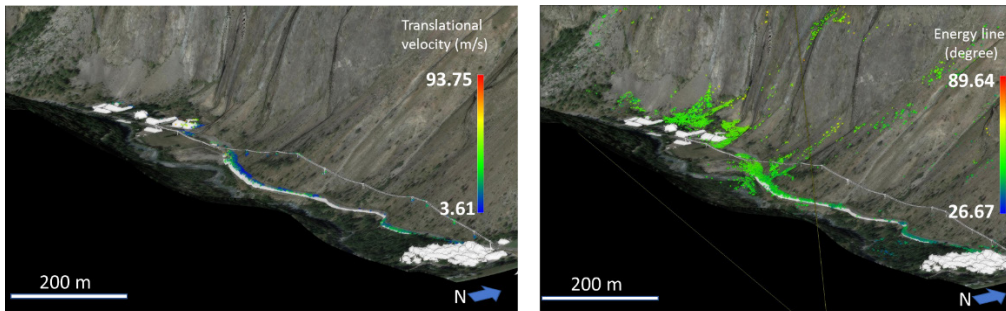 Translational
velocity (m/s)
93.75
3.61
200 m
N
Energy line
(degree)
89.64
26.67
200 m
N